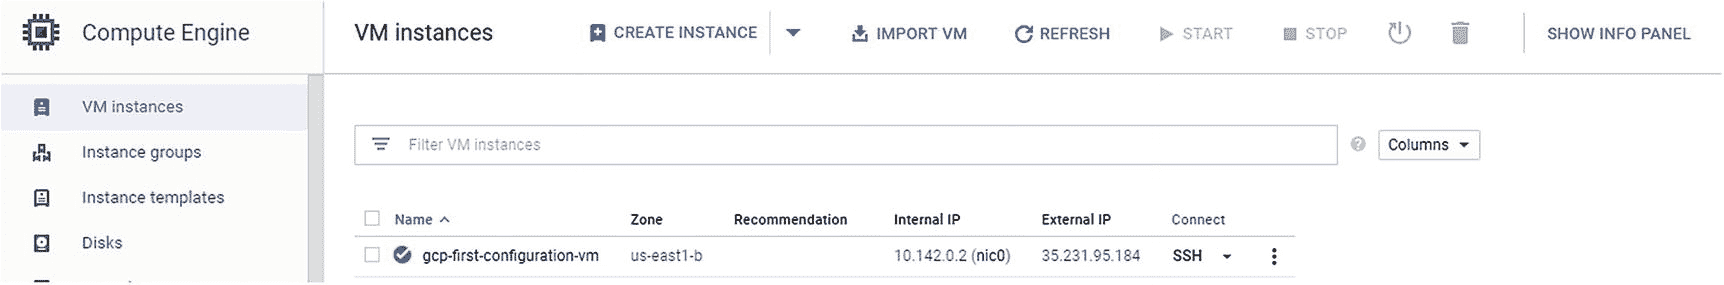 Compute Engine
VM instances
CREATE INSTANCE
IMPORT VM
REFRESH
START
STOP
SHOW INFO PANEL
VM instances
Instance groups
Instance templates
Disks
Filter VM instances
Columns
Name Zone Recommendation Internal IP External IP Connect
gcp-first-configuration-vm us-east1-b 10.142.0.2 (nic0) 35.231.95.184 SSH